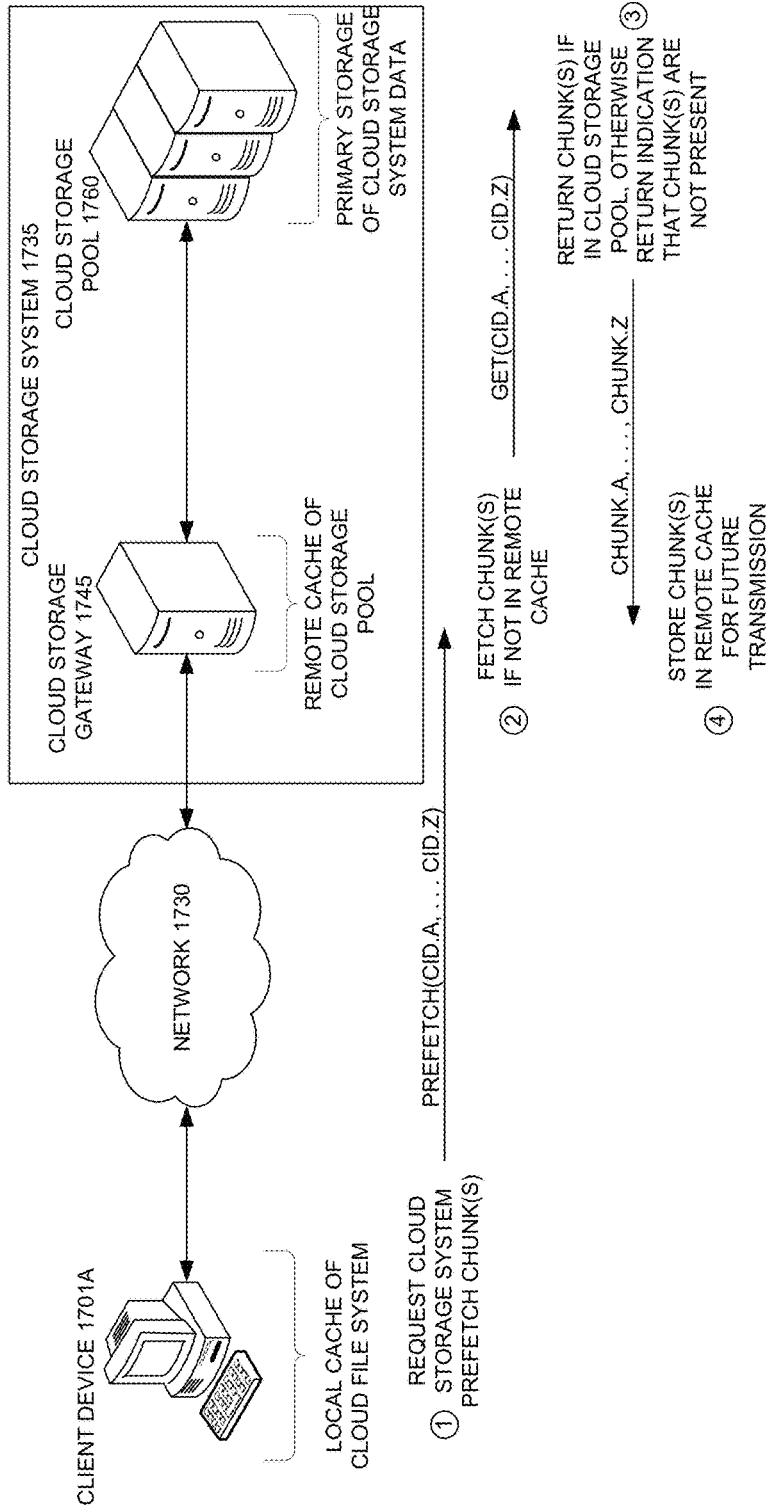 CLOUD STORAGE SYSTEM 1735
CLIENT DEVICE 1701A
NETWORK 1730
CLOUD STORAGE
GATEWAY 1745
CLOUD STORAGE
POOL 1760
LOCAL CACHE OF
CLOUD FILE SYSTEM
REMOTE CACHE OF
CLOUD STORAGE
POOL
PRIMARY STORAGE
OF CLOUD STORAGE
SYSTEM DATA
REQUEST CLOUD
1 STORAGE SYSTEM
PREFETCH CHUNK(S)
PREFETCH(CID.A, . . . CID.Z)
FETCH CHUNK(S)
2 IF NOT IN REMOTE
CACHE
GET(CID.A, . . . . CID.Z)
RETURN CHUNK(S) IF
IN CLOUD STORAGE
POOL, OTHERWISE
RETURN INDICATION 3
THAT CHUNK(S) ARE
NOT PRESENT
CHUNK.A, . . . . , CHUNK.Z
STORE CHUNK(S)
4 IN REMOTE CACHE
FOR FUTURE
TRANSMISSION